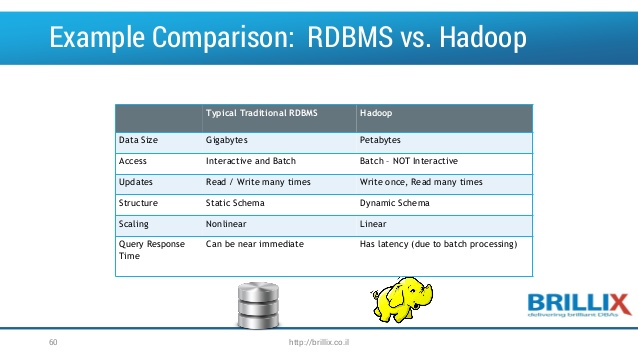 Example Comparison: RDBMS vs. Hadoop
Typical Traditional RDBMS Hadoop
Data Size Gigabytes Petabytes
Access Interactive and Batch Batch – NOT Interactive
Updates Read / Write many times Write once, Read many times
Structure Static Schema Dynamic Schema
Scaling Nonlinear Linear
Query Response Can be near immediate Has latency (due to batch processing)
Time
BRILLIX
delivering brilliant DBAs
60 http://brillix.co.il